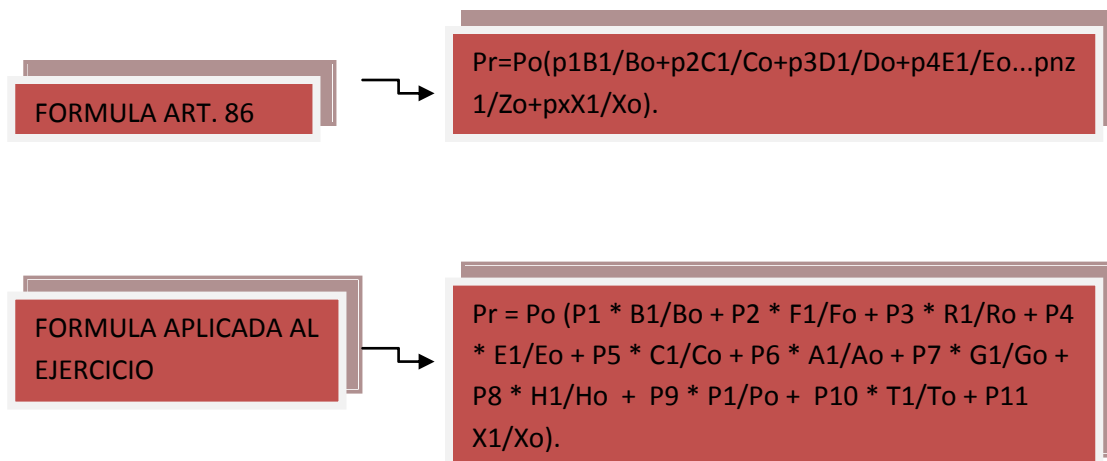 FORMULA ART. 86
Pr=Po(p1B1/Bo+p2C1/Co+p3D1/Do+p4E1/Eo...pnz
1/Zo+pxX1/Xo).
FORMULA APLICADA AL
EJERCICIO
Pr = Po (P1 * B1/Bo + P2 * F1/Fo + P3 * R1/Ro + P4
* E1/Eo + P5 * C1/Co + P6 * A1/Ao + P7 * G1/Go +
P8 * H1/Ho + P9 * P1/Po + P10 * T1/To + P11
X1/Xo).